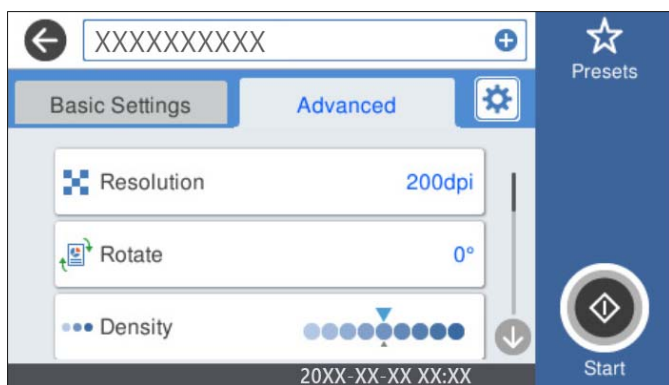 XXXXXXXXXX
Presets
Basic Settings
Advanced
Resolution
200dpi
Rotate
0°
Density
20XX-XX-XX XX:XX
Start